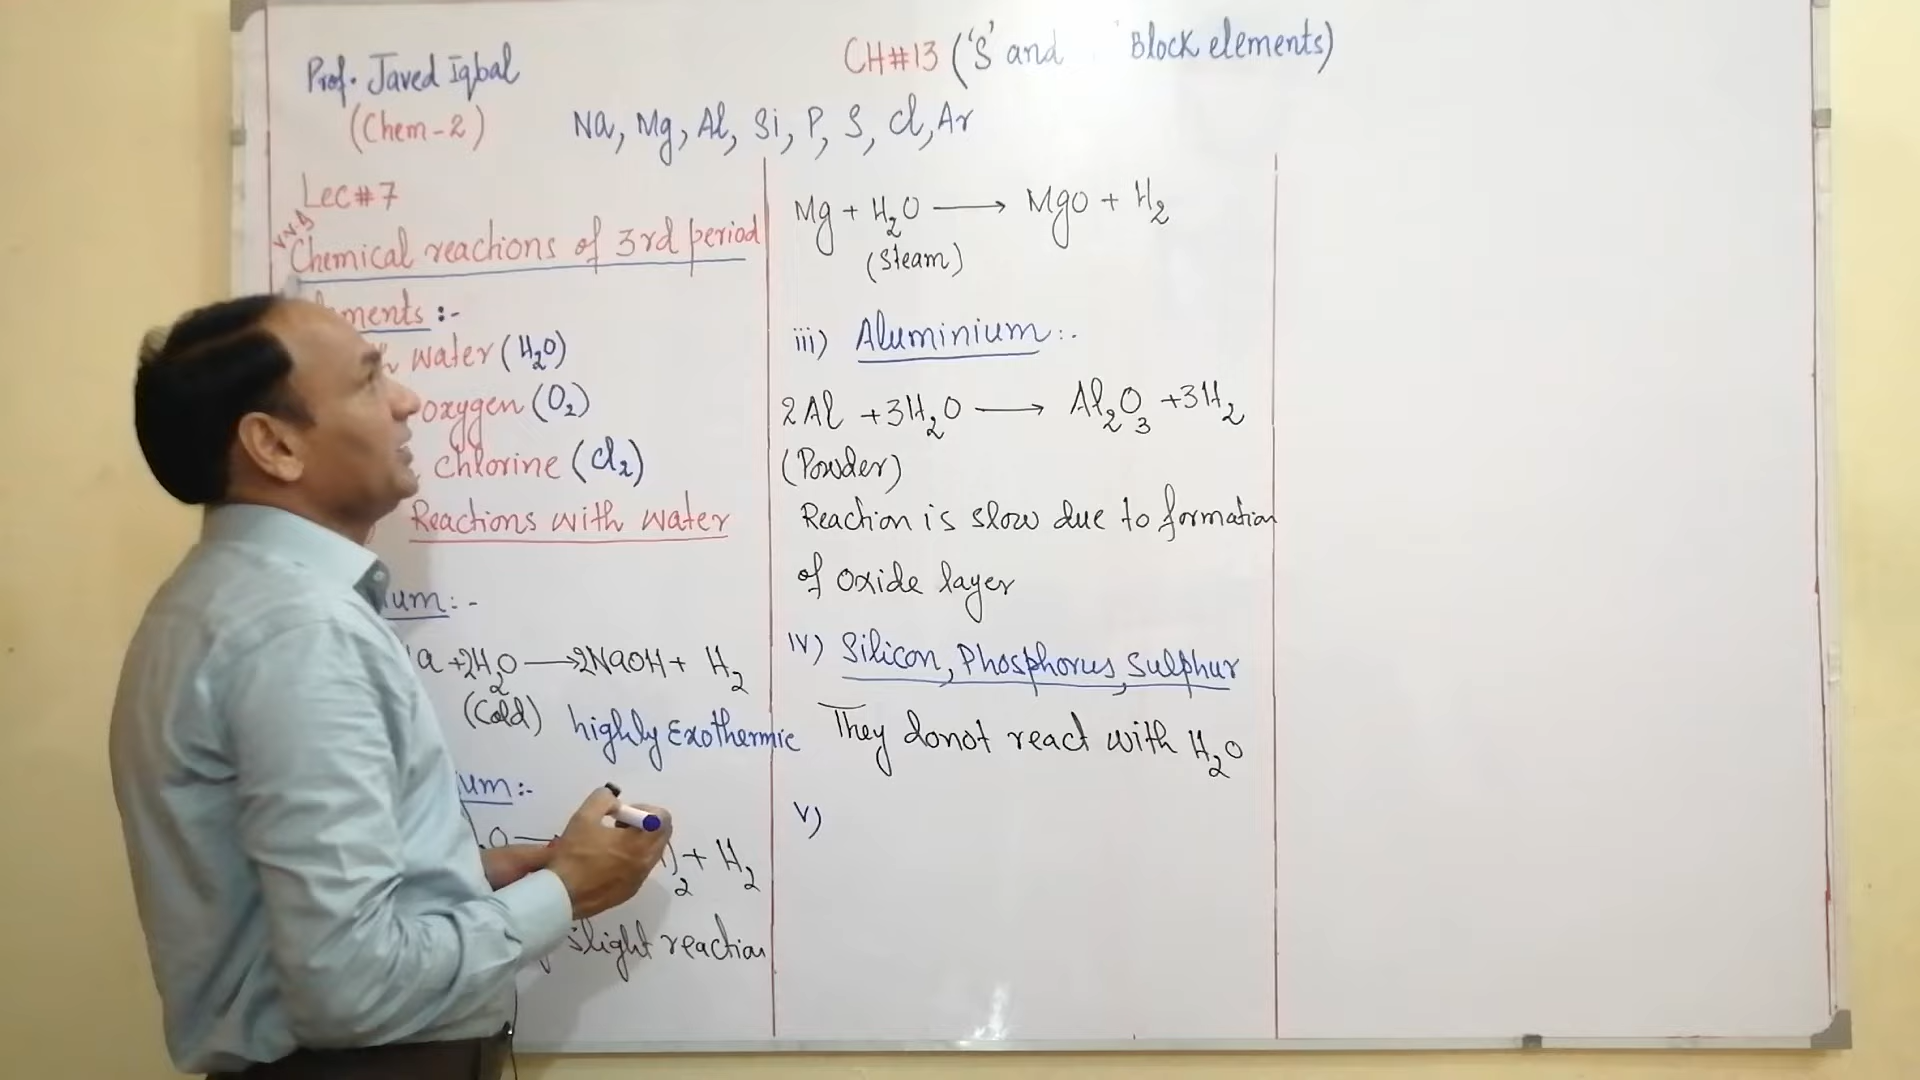 Prof. Javed Iqbal
(Chem-2)
CH#13 ('S' and Block elements)
Na, Mg, Al, Si, P, S, Cl, Ar
Lec#7
Chemical reactions of 3rd period
ments :-
water (H₂O)
oxygen (O₂)
chlorine (Cl₂)
Reactions with water
um :-
a + 2H₂O ⟶ 2NaOH + H₂
(Cold) highly Exothermic
um :-
O ⟶ )₂ + H₂
slight reaction
Mg + H₂O ⟶ MgO + H₂
(Steam)
iii) Aluminium :-
2Al + 3H₂O ⟶ Al₂O₃ + 3H₂
(Powder)
Reaction is slow due to formation
of oxide layer
iv) Silicon, Phosphorus, Sulphur
They donot react with H₂O
v)